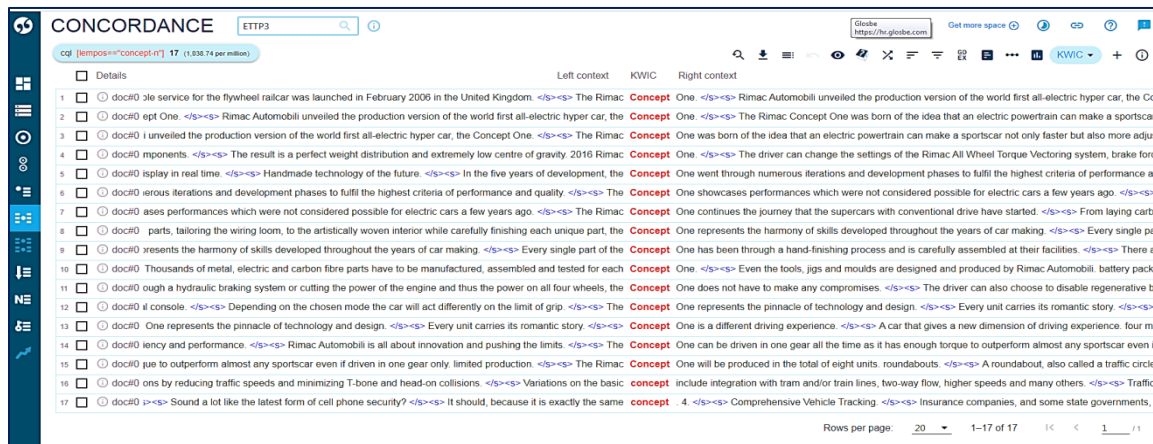 CONCORDANCE
ETTP3
Glosbe
https://hr.glosbe.com
Get more space
cql [lempos=="concept-n"] 17 (1,036.74 per million)
GD EX
KWIC
Details Left context KWIC Right context
1 doc#0 ole service for the flywheel railcar was launched in February 2006 in the United Kingdom. </s><s> The Rimac Concept One. </s><s> Rimac Automobili unveiled the production version of the world first all-electric hyper car, the Co
2 doc#0 ept One. </s><s> Rimac Automobili unveiled the production version of the world first all-electric hyper car, the Concept One. </s><s> The Rimac Concept One was born of the idea that an electric powertrain can make a sportscar
3 doc#0 i unveiled the production version of the world first all-electric hyper car, the Concept One. </s><s> The Rimac Concept One was born of the idea that an electric powertrain can make a sportscar not only faster but also more adjus
4 doc#0 mponents. </s><s> The result is a perfect weight distribution and extremely low centre of gravity. 2016 Rimac Concept One. </s><s> The driver can change the settings of the Rimac All Wheel Torque Vectoring system, brake forc
5 doc#0 isplay in real time. </s><s> Handmade technology of the future. </s><s> In the five years of development, the Concept One went through numerous iterations and development phases to fulfil the highest criteria of performance a
6 doc#0 nerous iterations and development phases to fulfil the highest criteria of performance and quality. </s><s> The Concept One showcases performances which were not considered possible for electric cars a few years ago. </s><s>
7 doc#0 ases performances which were not considered possible for electric cars a few years ago. </s><s> The Rimac Concept One continues the journey that the supercars with conventional drive have started. </s><s> From laying carb
8 doc#0 parts, tailoring the wiring loom, to the artistically woven interior while carefully finishing each unique part, the Concept One represents the harmony of skills developed throughout the years of car making. </s><s> Every single pa
9 doc#0 oresents the harmony of skills developed throughout the years of car making. </s><s> Every single part of the Concept One has been through a hand-finishing process and is carefully assembled at their facilities. </s><s> There a
10 doc#0 Thousands of metal, electric and carbon fibre parts have to be manufactured, assembled and tested for each Concept One. </s><s> Even the tools, jigs and moulds are designed and produced by Rimac Automobili. battery pack
11 doc#0 ough a hydraulic braking system or cutting the power of the engine and thus the power on all four wheels, the Concept One does not have to make any compromises. </s><s> The driver can also choose to disable regenerative b
12 doc#0 al console. </s><s> Depending on the chosen mode the car will act differently on the limit of grip. </s><s> The Concept One represents the pinnacle of technology and design. </s><s> Every unit carries its romantic story. </s><s>
13 doc#0 One represents the pinnacle of technology and design. </s><s> Every unit carries its romantic story. </s><s> Concept One is a different driving experience. </s><s> A car that gives a new dimension of driving experience. four m
14 doc#0 iency and performance. </s><s> Rimac Automobili is all about innovation and pushing the limits. </s><s> The Concept One can be driven in one gear all the time as it has enough torque to outperform almost any sportscar even i
15 doc#0 jue to outperform almost any sportscar even if driven in one gear only. limited production. </s><s> The Rimac Concept One will be produced in the total of eight units. roundabouts. </s><s> A roundabout, also called a traffic circle
16 doc#0 ons by reducing traffic speeds and minimizing T-bone and head-on collisions. </s><s> Variations on the basic concept include integration with tram and/or train lines, two-way flow, higher speeds and many others. </s><s> Traffic
17 doc#0 ><s> Sound a lot like the latest form of cell phone security? </s><s> It should, because it is exactly the same concept . 4. </s><s> Comprehensive Vehicle Tracking. </s><s> Insurance companies, and some state governments,
Rows per page: 20 1–17 of 17 1 / 1